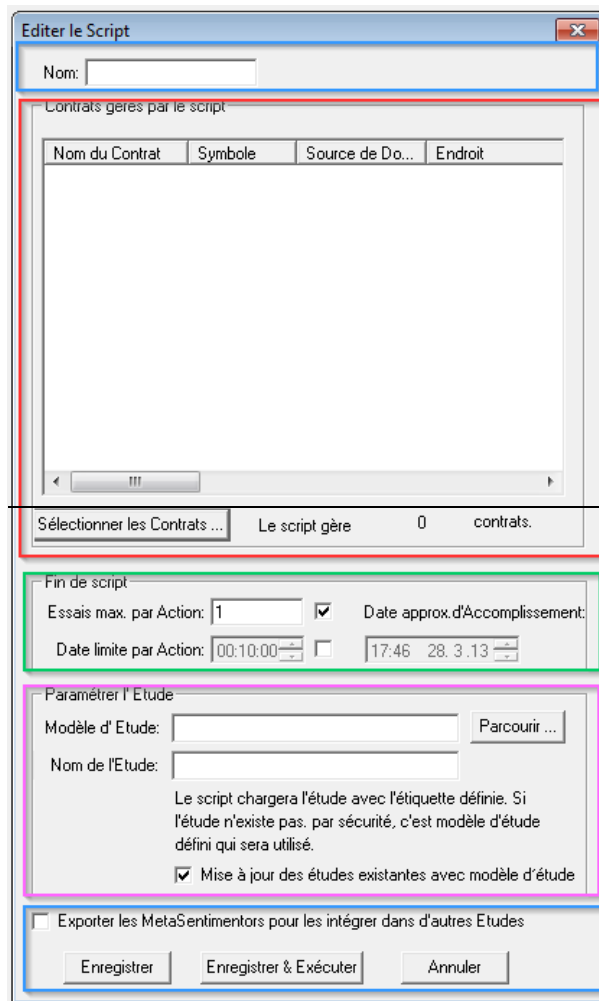 Editer le Script
Nom:
Contrats gérés par le script
Nom du Contrat Symbole Source de Do... Endroit
Sélectionner les Contrats ... Le script gère 0 contrats.
Fin de script
Essais max. par Action: 1 Date approx.d'Accomplissement:
Date limite par Action: 00:10:00 17:46 28. 3 .13
Paramétrer l' Etude
Modèle d' Etude: Parcourir ...
Nom de l'Etude:
Le script chargera l'étude avec l'étiquette définie. Si
l'étude n'existe pas. par sécurité, c'est modèle d'étude
défini qui sera utilisé.
Mise à jour des études existantes avec modèle d'étude
Exporter les MetaSentimentors pour les intégrer dans d'autres Etudes
Enregistrer Enregistrer & Exécuter Annuler